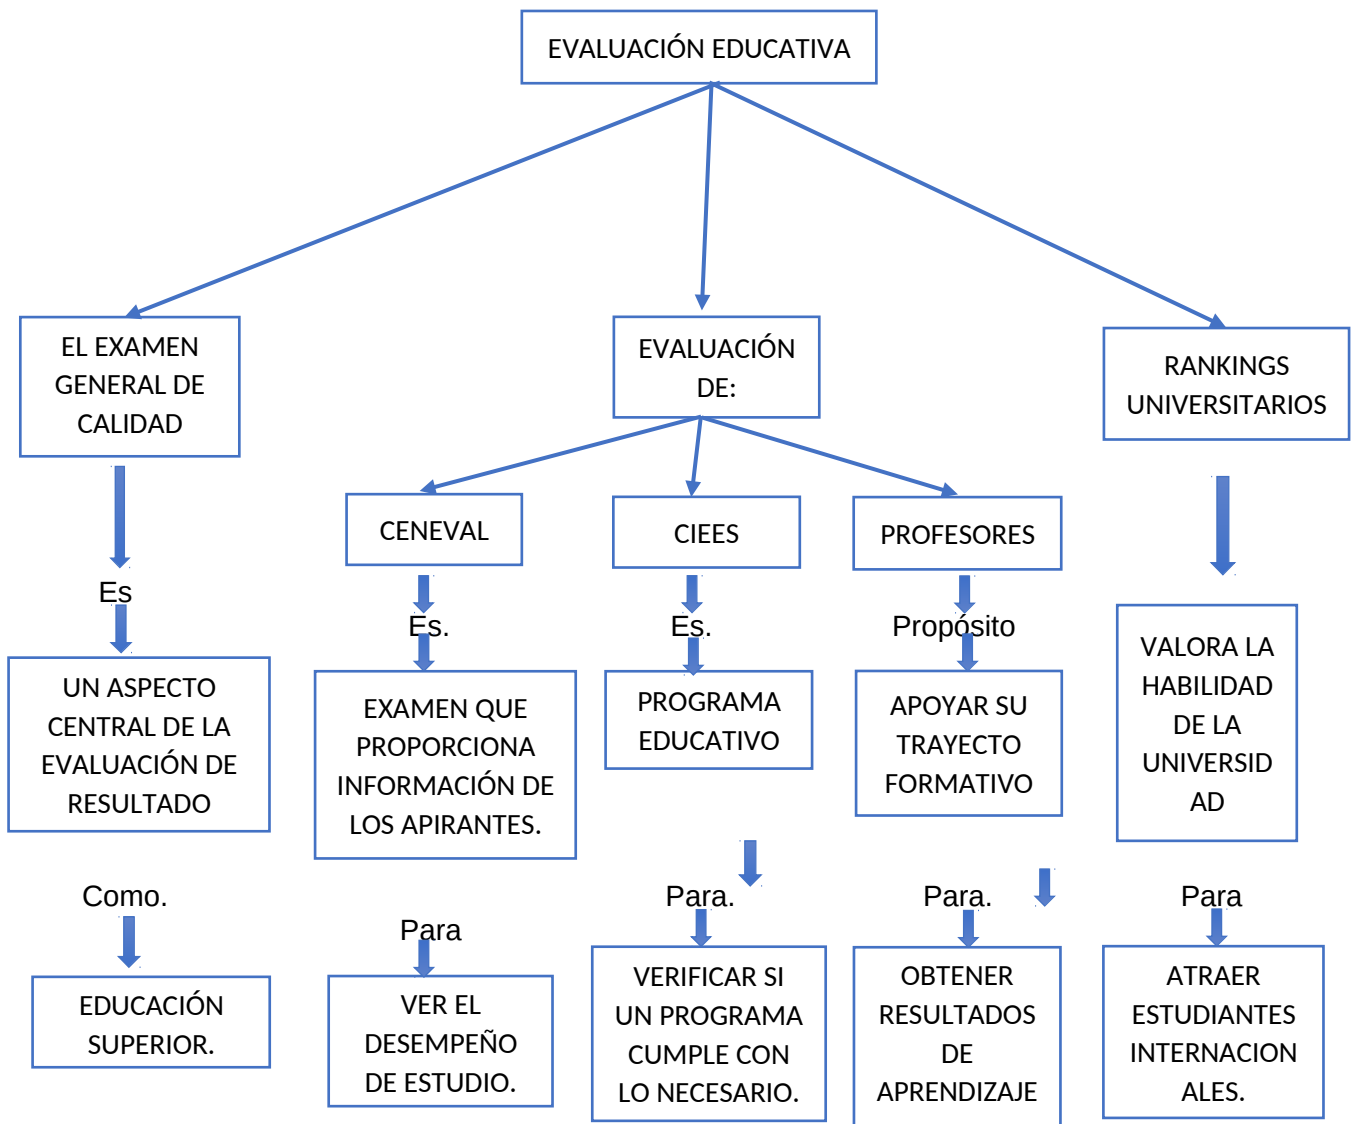 EVALUACIÓN EDUCATIVA
EL EXAMEN
GENERAL DE
CALIDAD
EVALUACIÓN
DE:
RANKINGS
UNIVERSITARIOS
CENEVAL
CIEES
PROFESORES
Es
Es.
Es.
Propósito
UN ASPECTO
CENTRAL DE LA
EVALUACIÓN DE
RESULTADO
EXAMEN QUE
PROPORCIONA
INFORMACIÓN DE
LOS APIRANTES.
PROGRAMA
EDUCATIVO
APOYAR SU
TRAYECTO
FORMATIVO
VALORA LA
HABILIDAD
DE LA
UNIVERSID
AD
Como.
Para
Para.
Para.
Para
EDUCACIÓN
SUPERIOR.
VER EL
DESEMPEÑO
DE ESTUDIO.
VERIFICAR SI
UN PROGRAMA
CUMPLE CON
LO NECESARIO.
OBTENER
RESULTADOS
DE
APRENDIZAJE
ATRAER
ESTUDIANTES
INTERNACION
ALES.